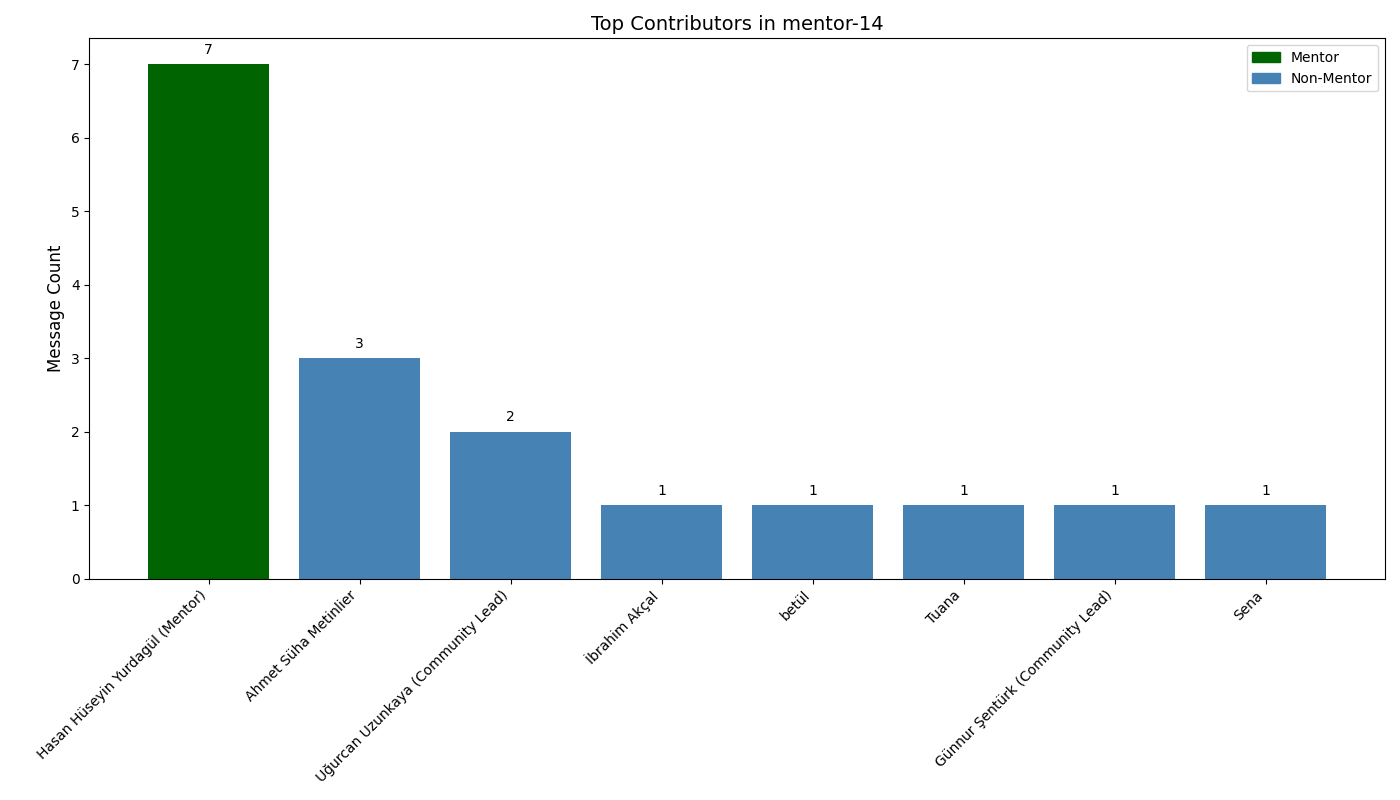 Top Contributors in mentor-14
7
Mentor
Non-Mentor
7
6
5
4
3
2
1
0
Message Count
3
2
1
1
1
1
1
Hasan Hüseyin Yurdagül (Mentor)
Ahmet Süha Metinlier
Uğurcan Uzunkaya (Community Lead)
İbrahim Akçal
betül
Tuana
Günnur Şentürk (Community Lead)
Sena